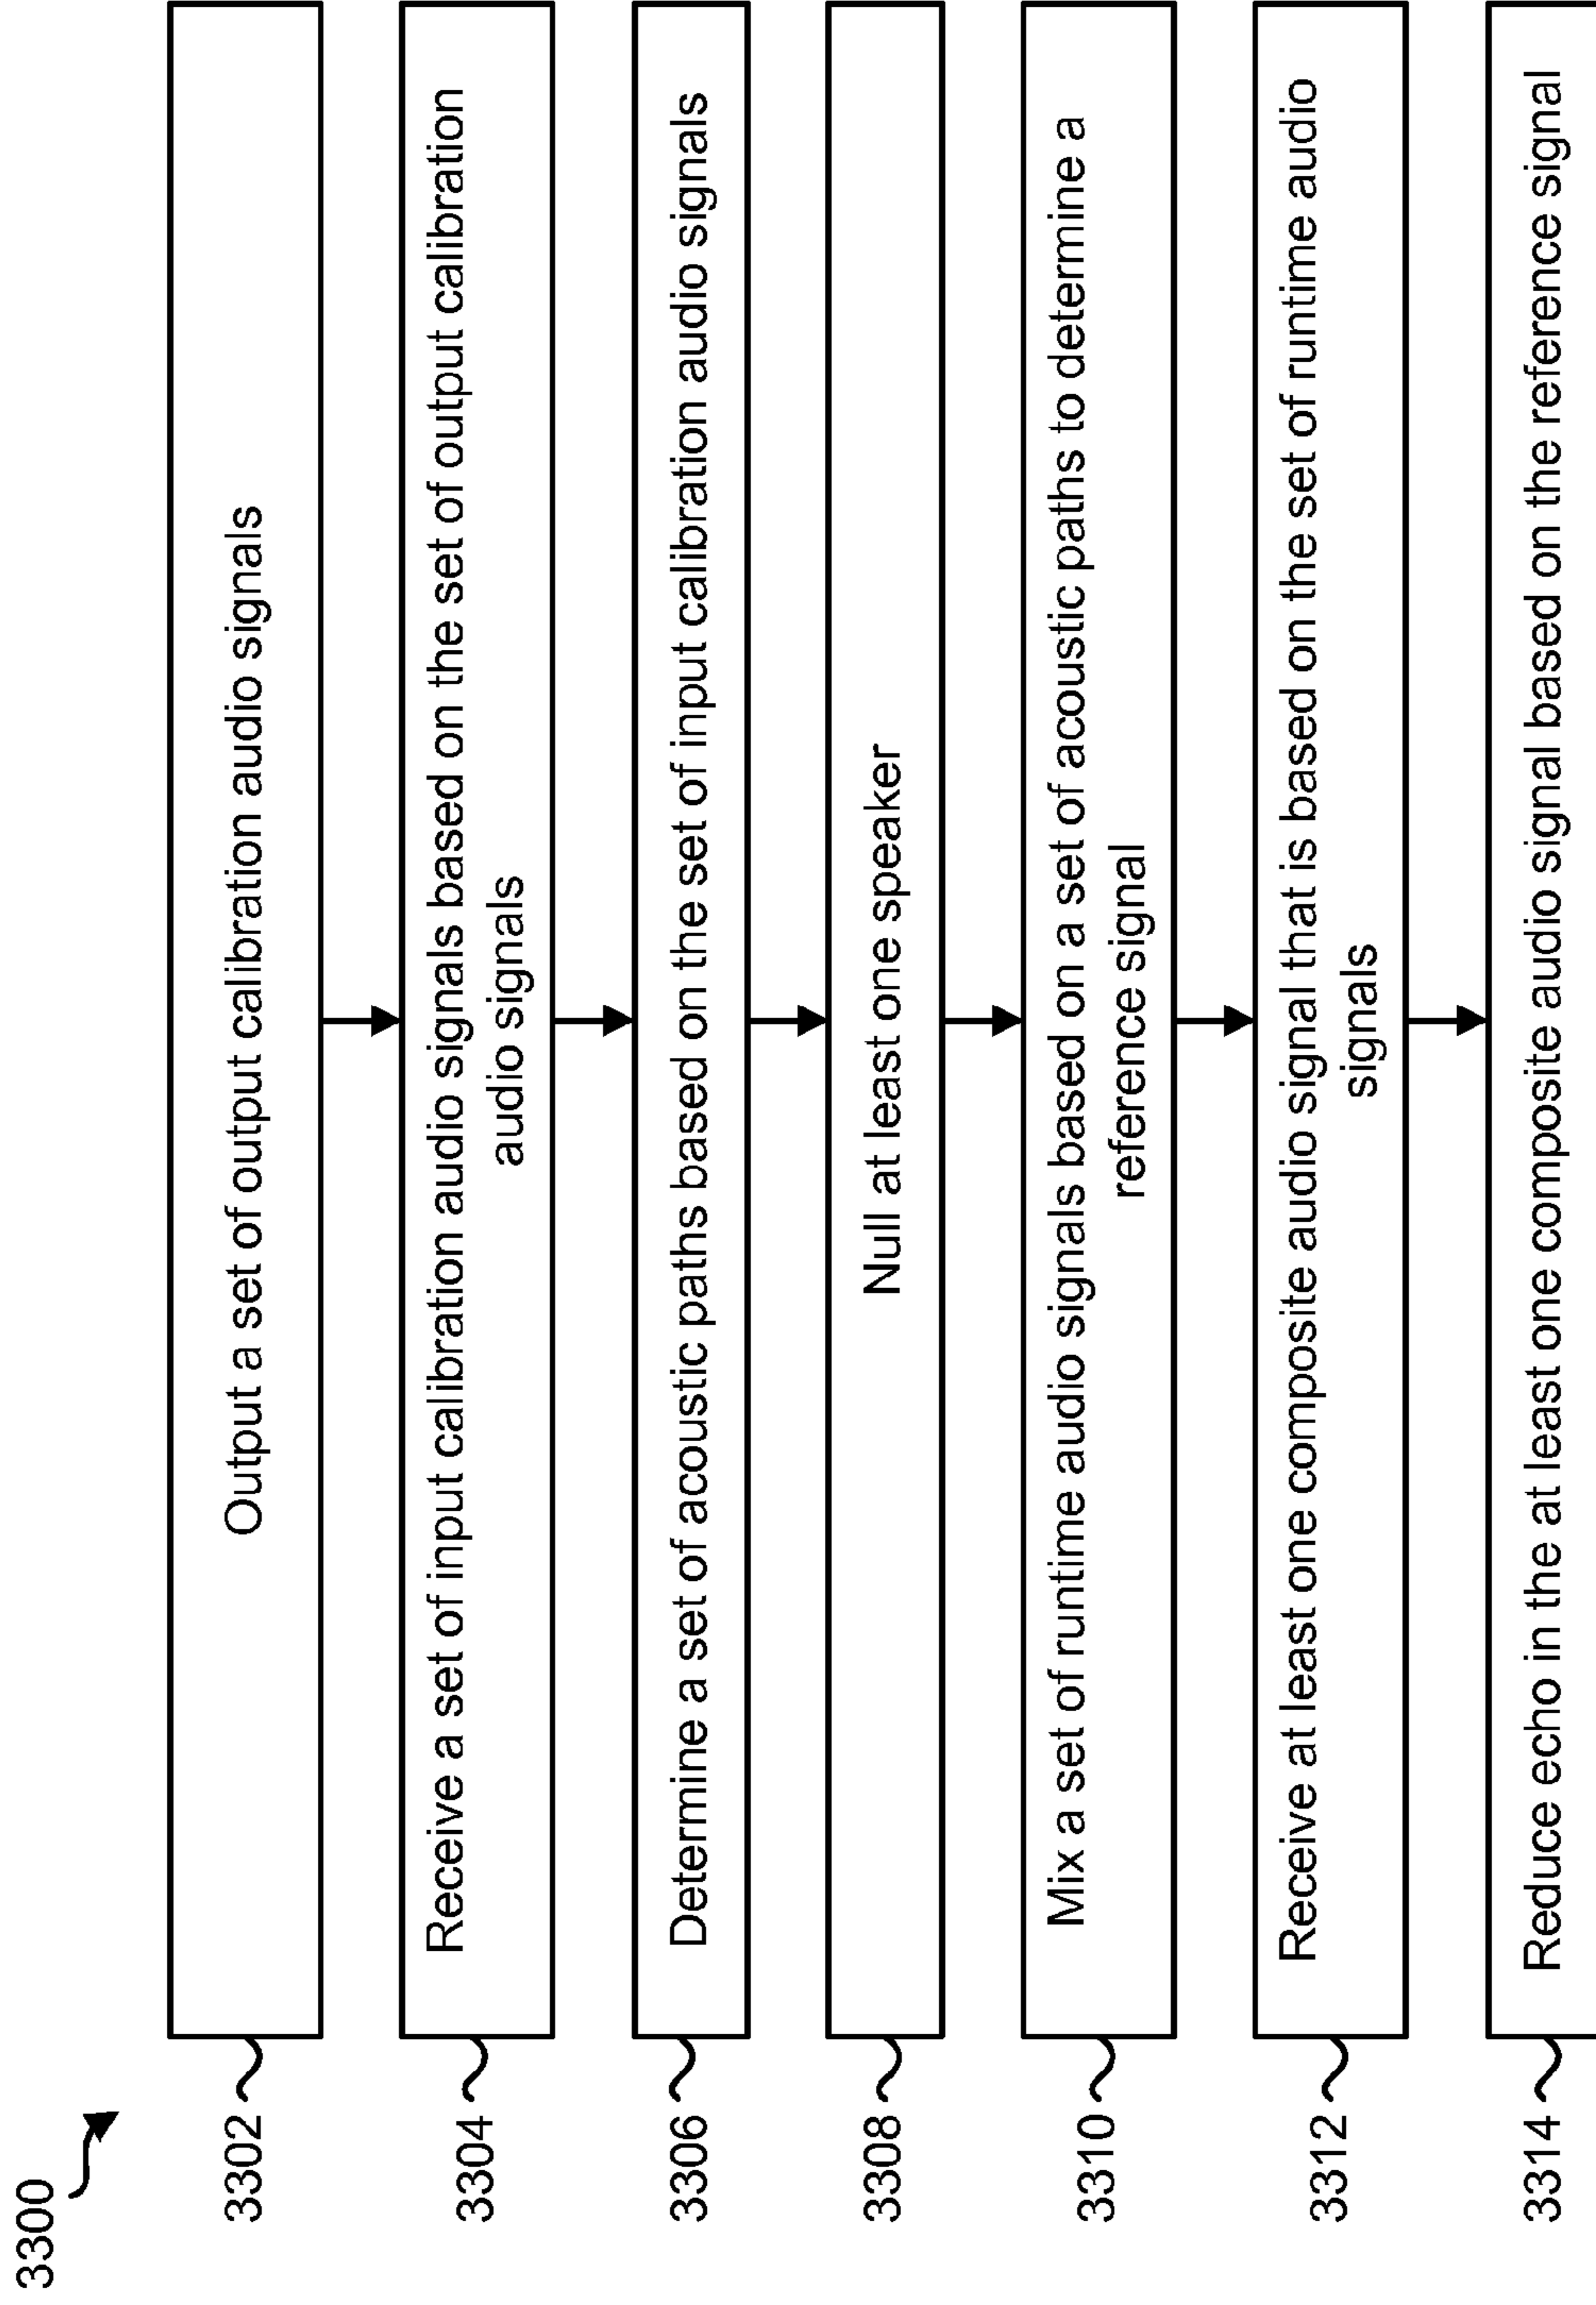 3300
3302
Output a set of output calibration audio signals
3304
Receive a set of input calibration audio signals based on the set of output calibration
audio signals
3306
Determine a set of acoustic paths based on the set of input calibration audio signals
3308
Null at least one speaker
3310
Mix a set of runtime audio signals based on a set of acoustic paths to determine a
reference signal
3312
Receive at least one composite audio signal that is based on the set of runtime audio
signals
3314
Reduce echo in the at least one composite audio signal based on the reference signal